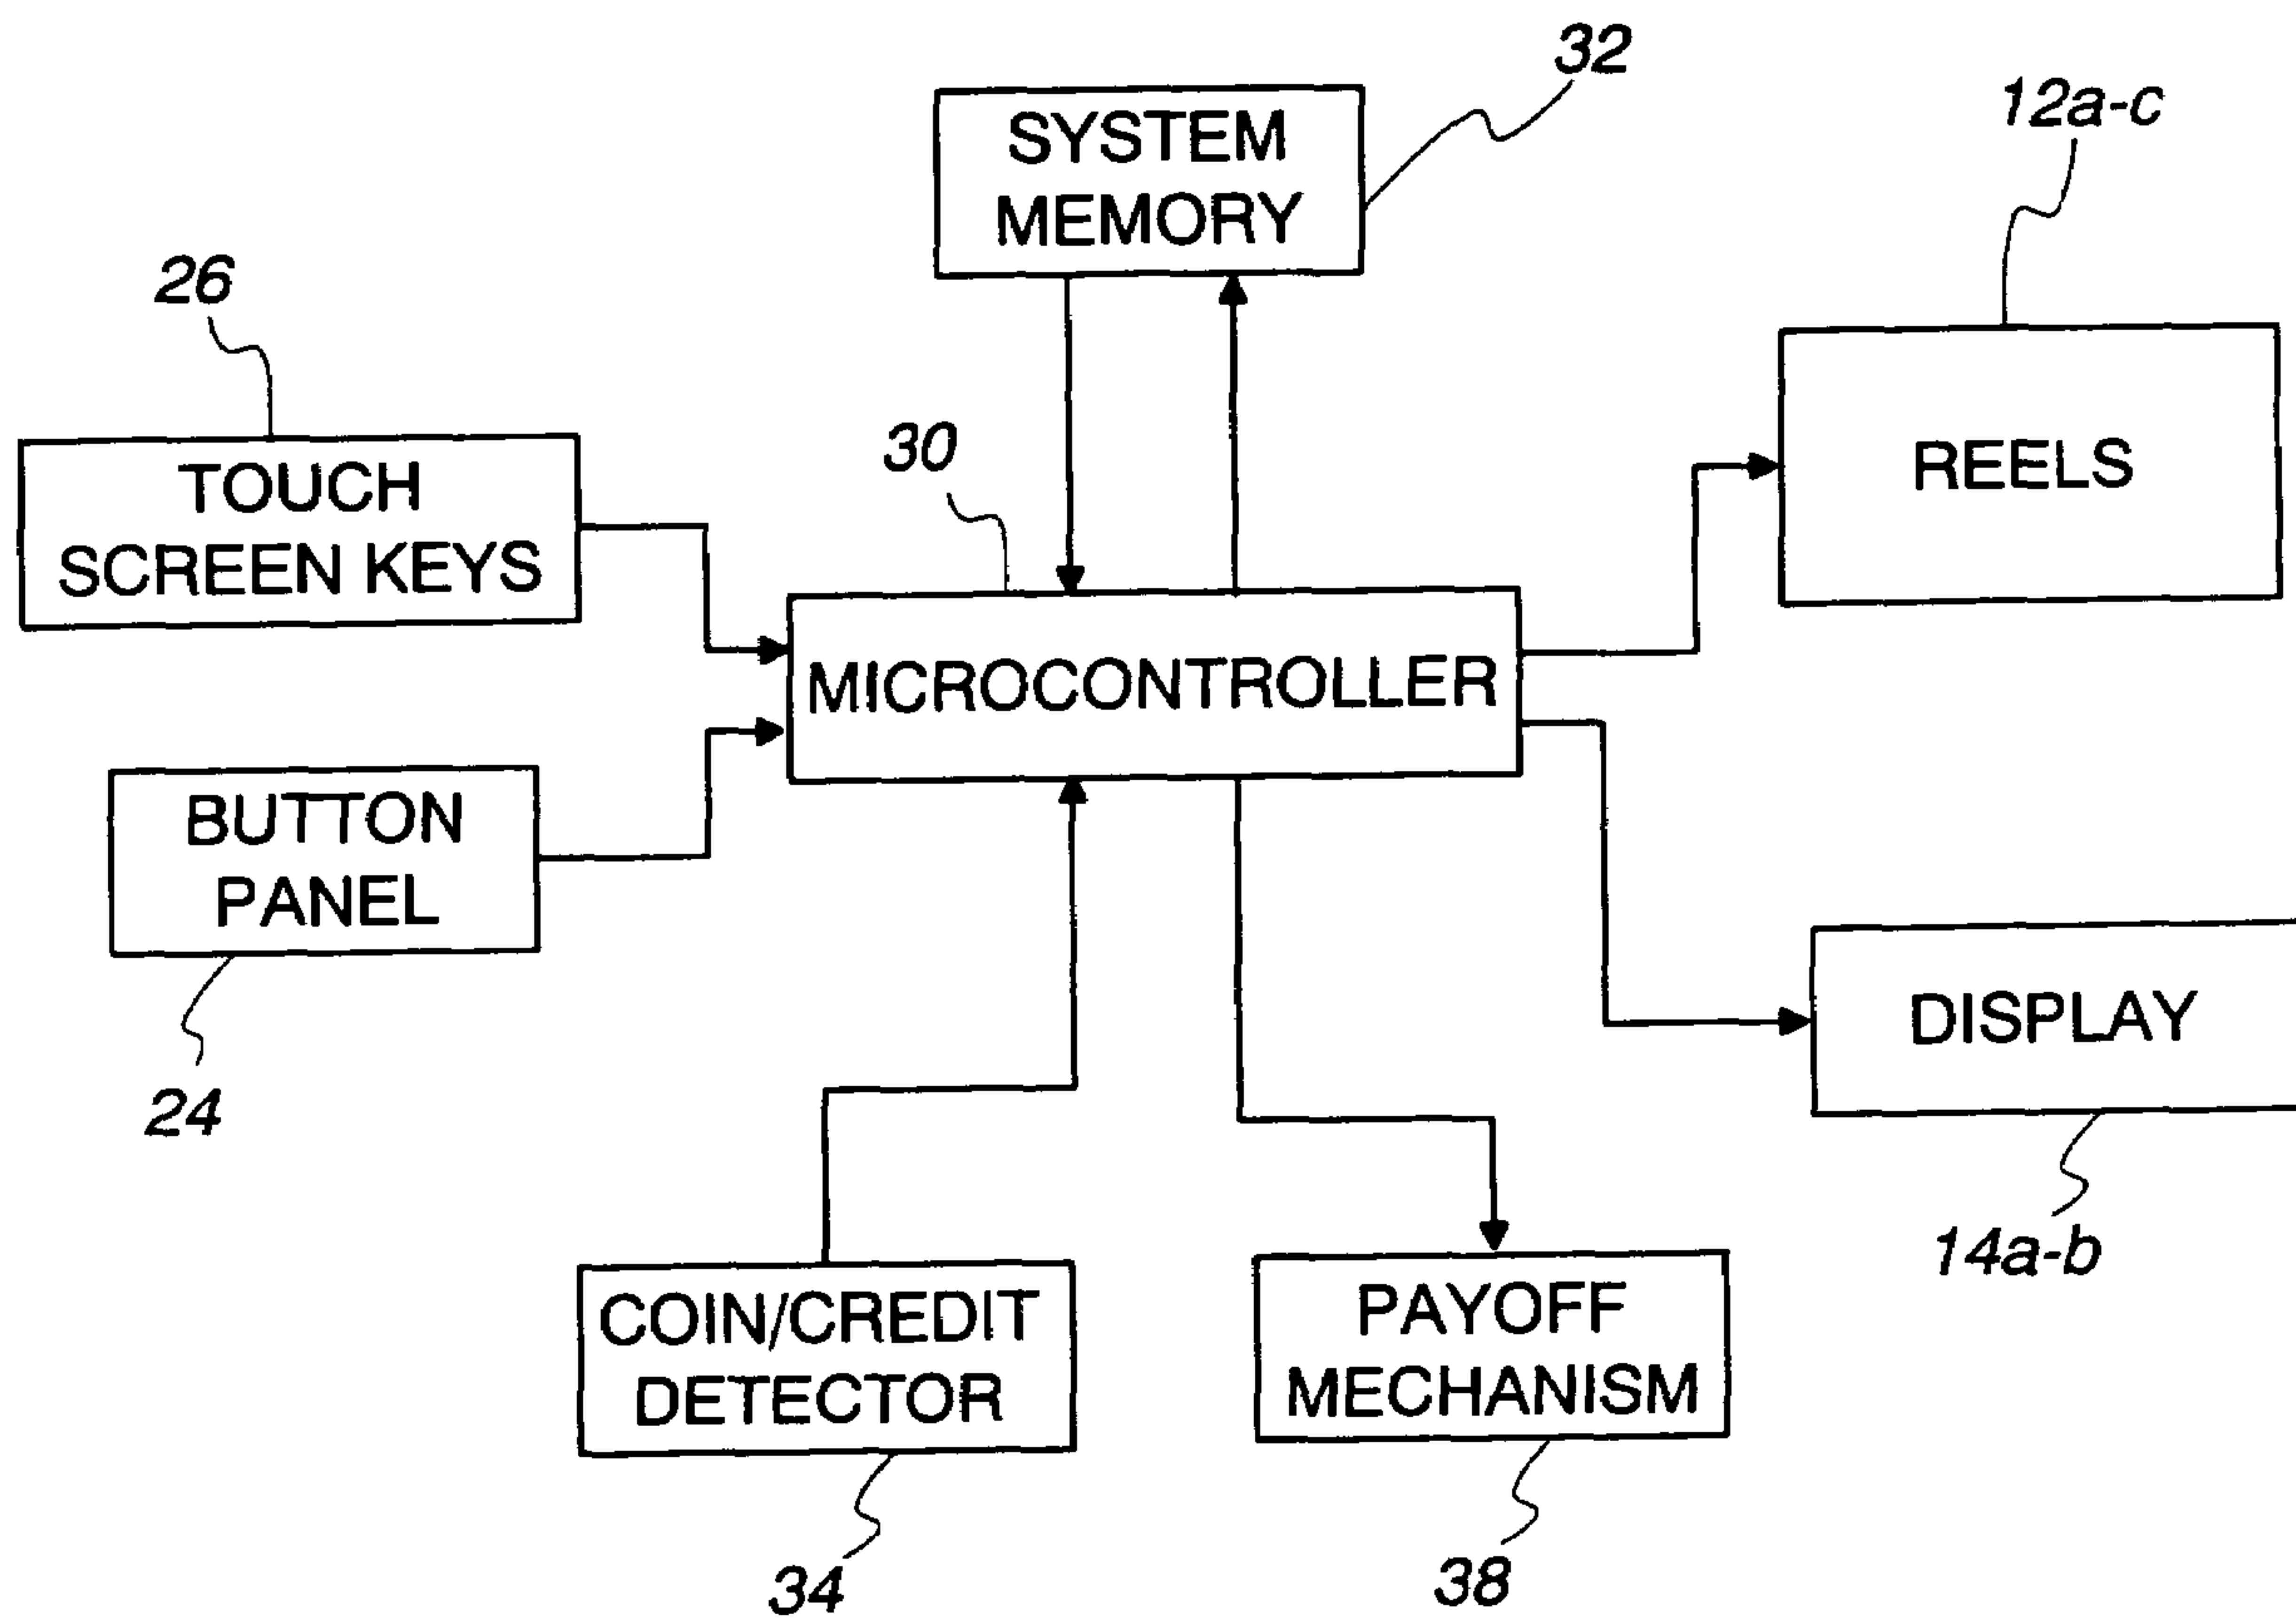 32
12a-c
SYSTEM
MEMORY
26
30
TOUCH
SCREEN KEYS
REELS
MICROCONTROLLER
BUTTON
PANEL
DISPLAY
24
14a-b
COIN/CREDIT
DETECTOR
PAYOFF
MECHANISM
34
38